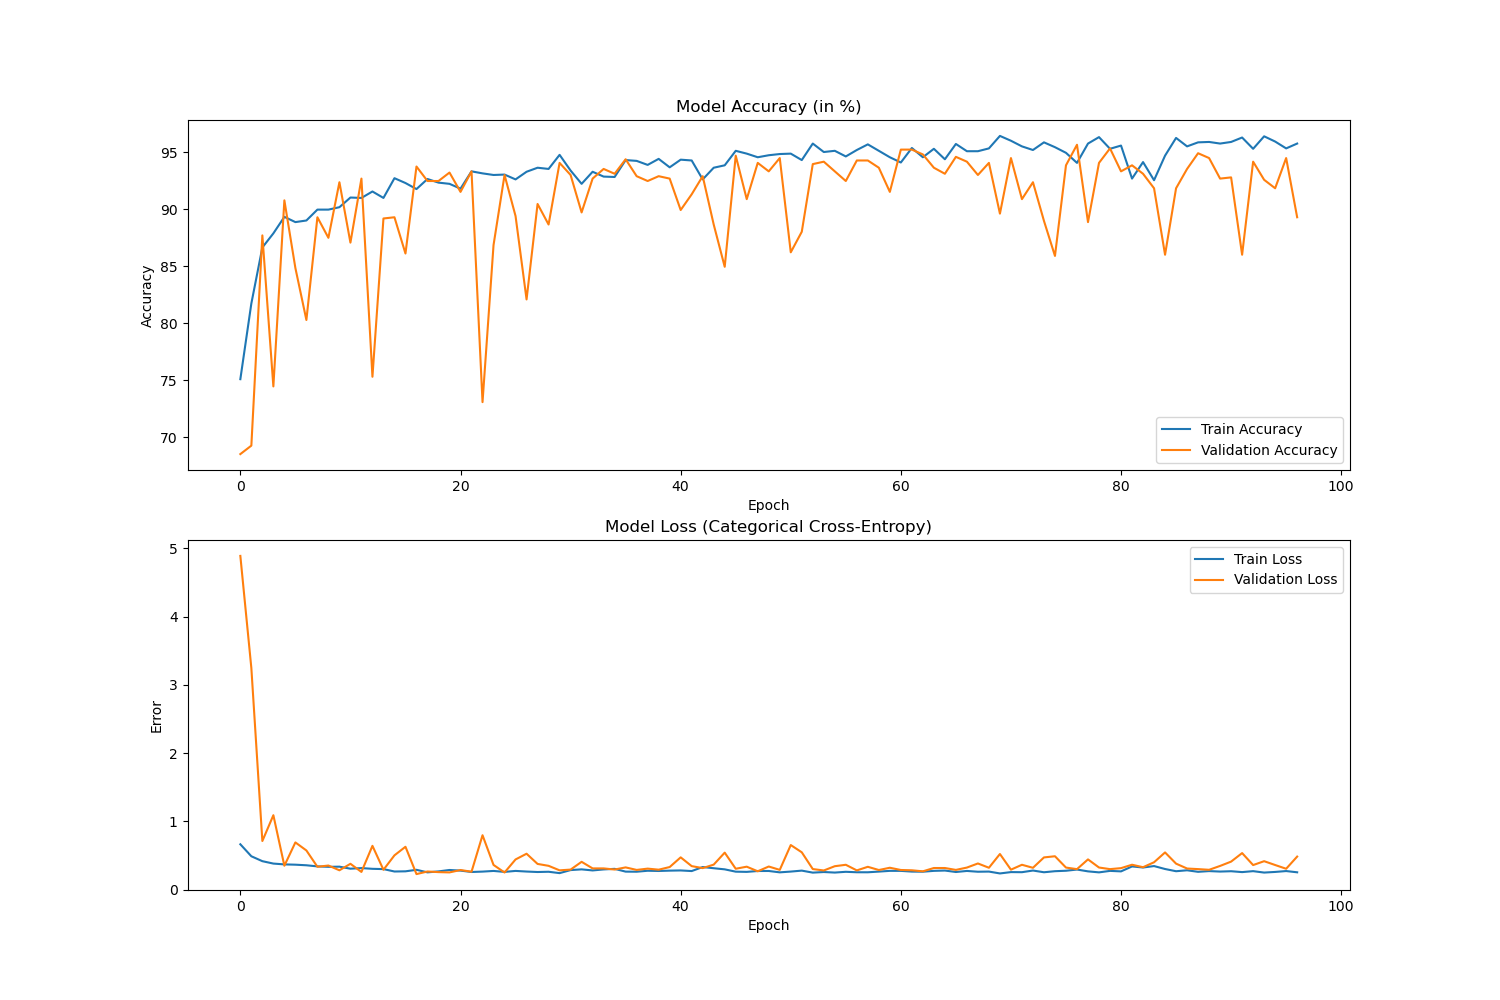 Model Accuracy (in %)
95
90
85
80
75
70
Accuracy
Train Accuracy
Validation Accuracy
0 20 40 60 80 100
Epoch
Model Loss (Categorical Cross-Entropy)
5
4
3
2
1
0
Error
Train Loss
Validation Loss
0 20 40 60 80 100
Epoch